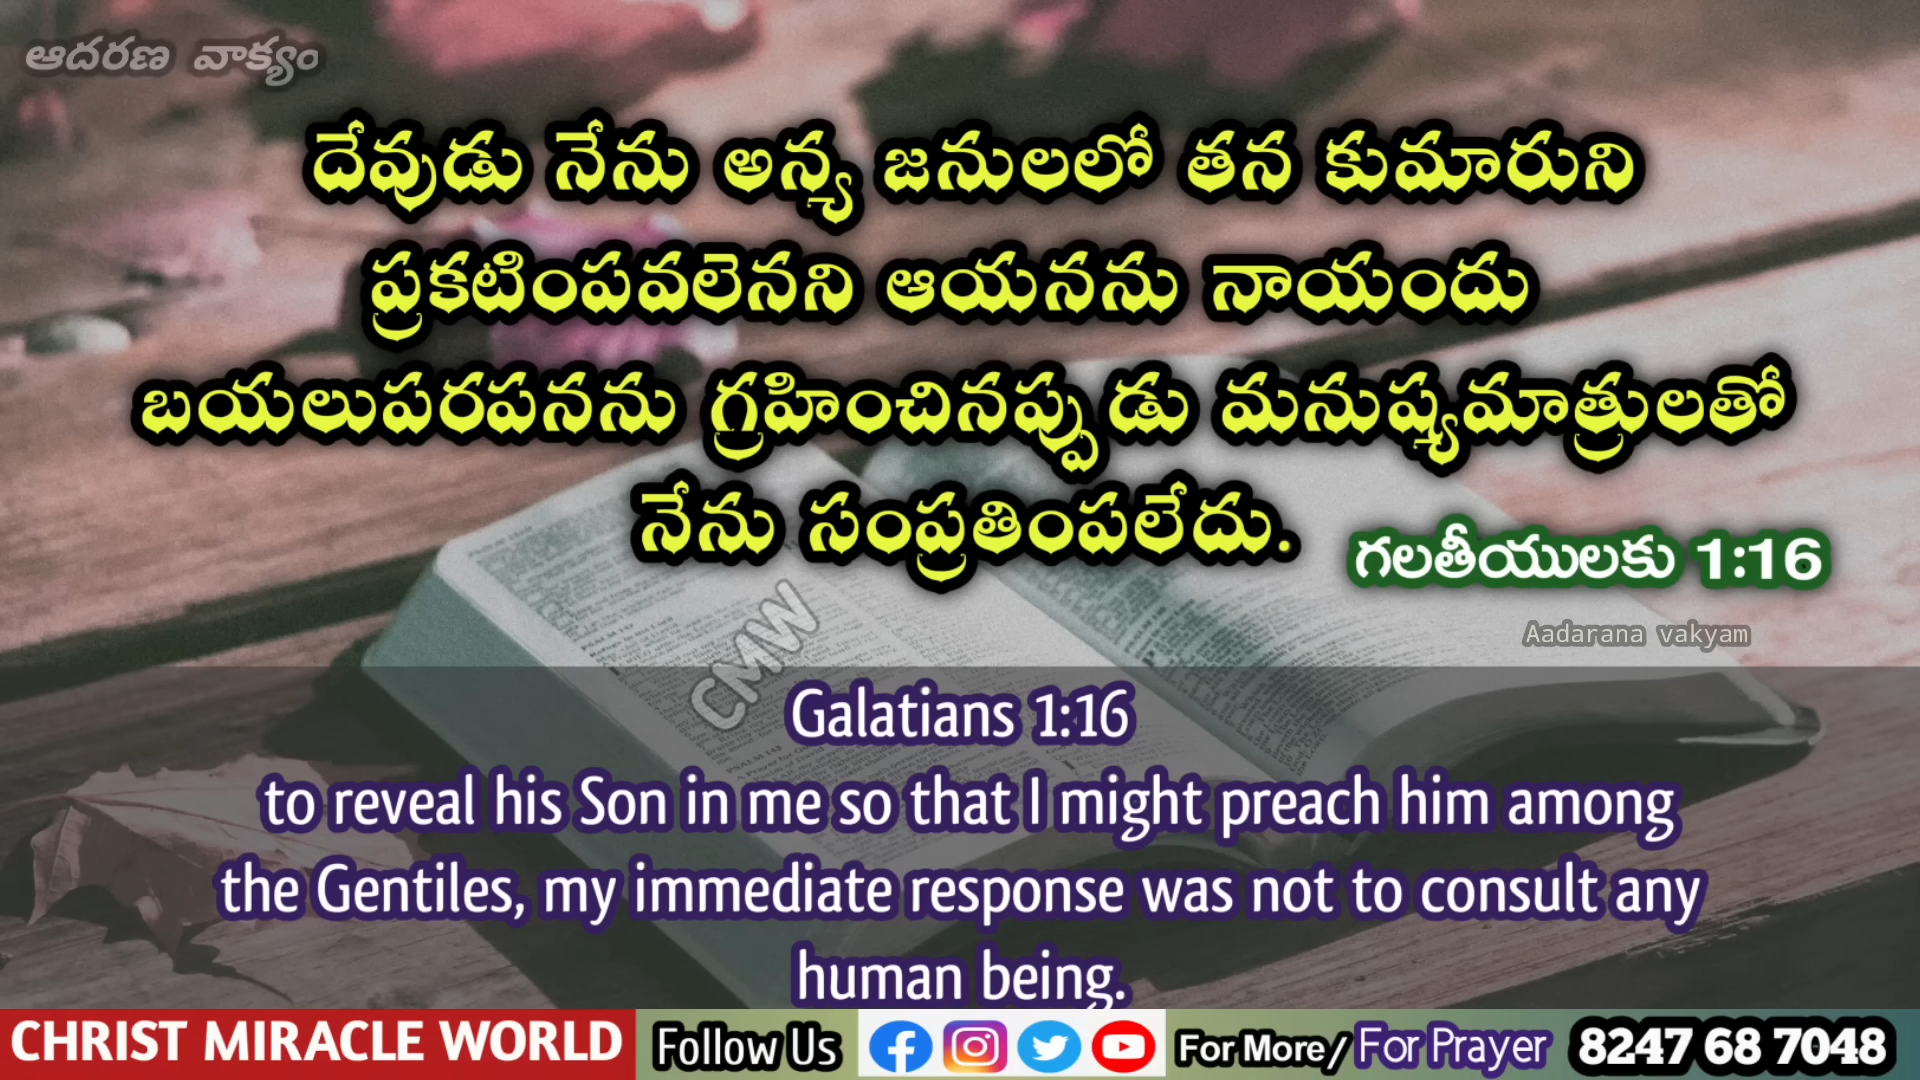 ఆదరణ వాక్యం
దేవుడు నేను అన్య జనులలో తన కుమారుని
ప్రకటింపవలెనని ఆయనను నాయందు
బయలుపరపనను గ్రహించినప్పుడు మనుష్యమాత్రులతో
నేను సంప్రతింపలేదు.
గలతీయులకు 1:16
Aadarana vakyam
CMW
Galatians 1:16
to reveal his Son in me so that I might preach him among
the Gentiles, my immediate response was not to consult any
human being.
CHRIST MIRACLE WORLD Follow Us For More/ For Prayer 8247 68 7048